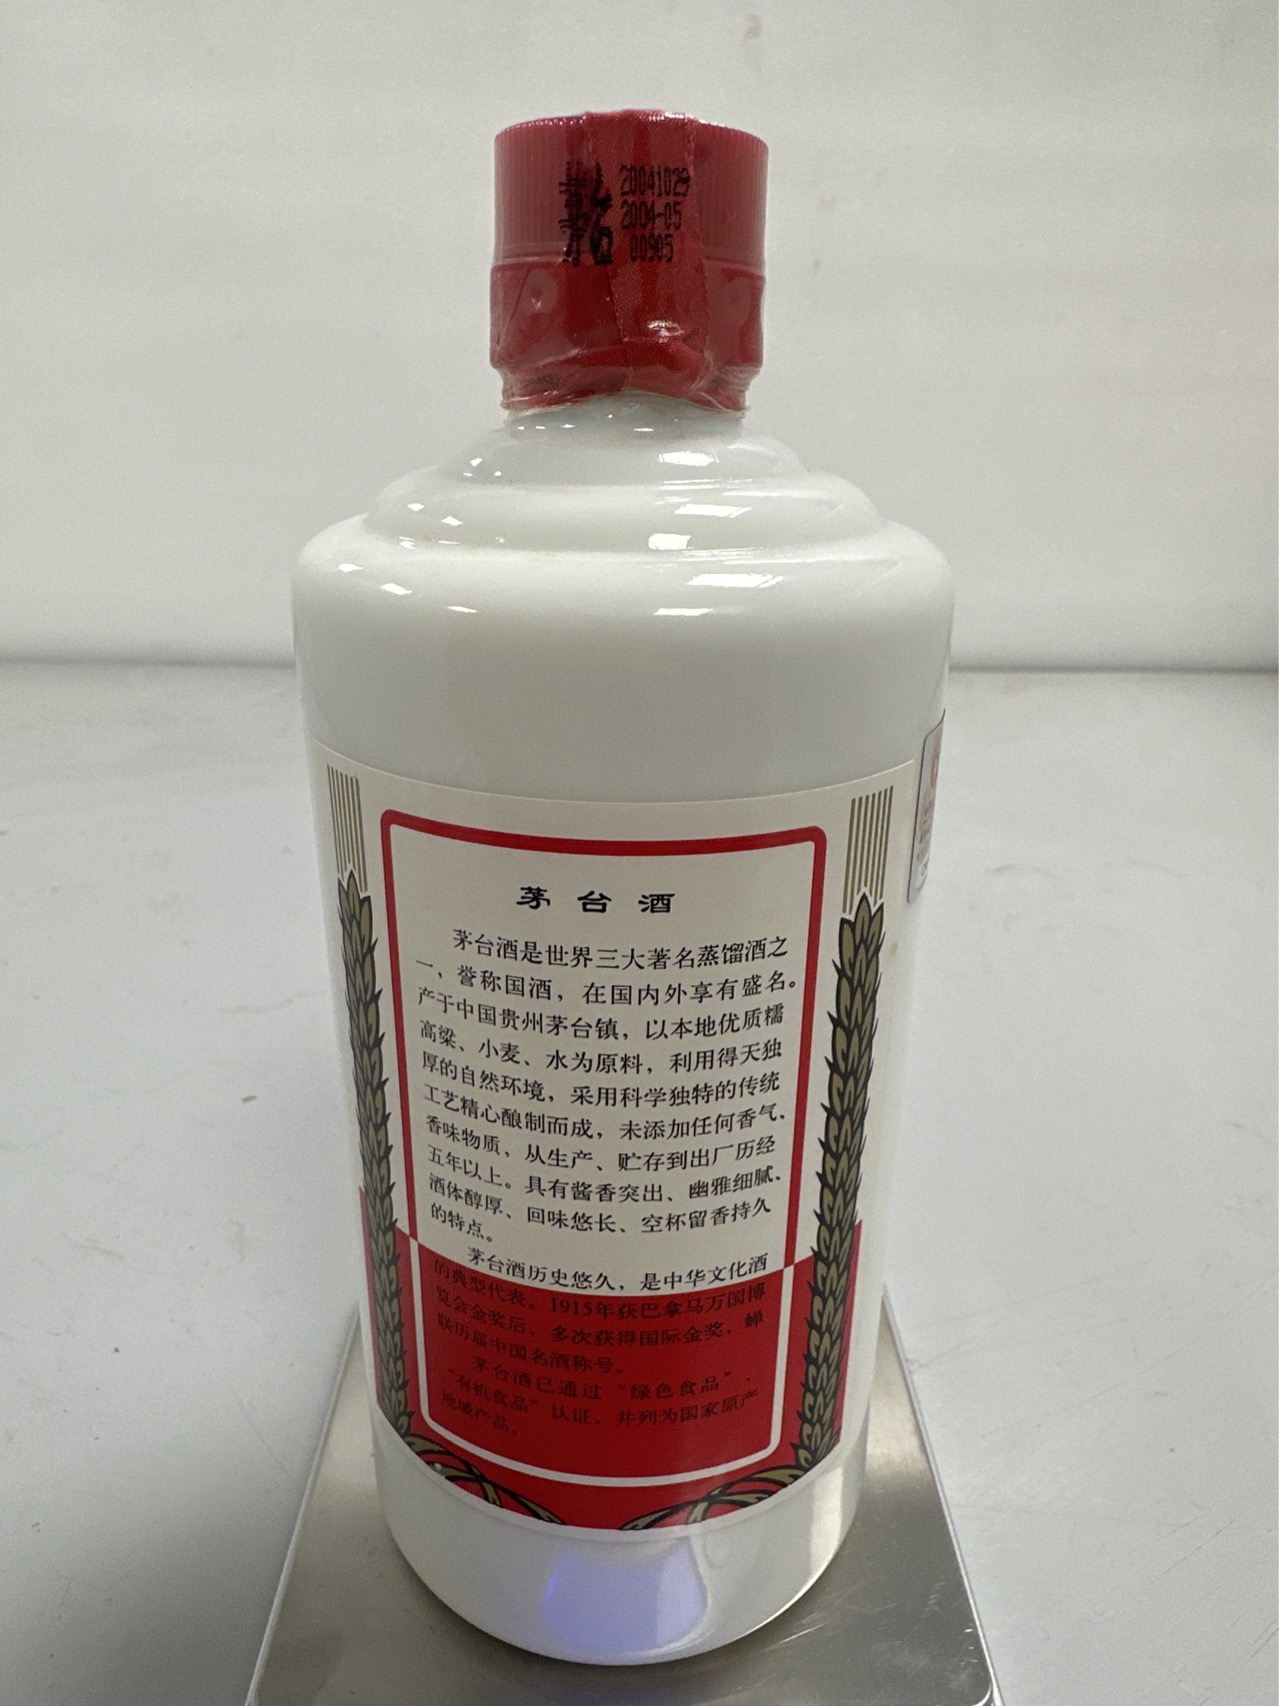 20041029
2004-05
00905
茅台酒
茅台酒是世界三大著名蒸馏酒之
一，誉称国酒，在国内外享有盛名。
产于中国贵州茅台镇，以本地优质糯
高粱、小麦、水为原料，利用得天独
厚的自然环境，采用科学独特的传统
工艺精心酿制而成，未添加任何香气、
香味物质，从生产、贮存到出厂历经
五年以上。具有酱香突出、幽雅细腻、
酒体醇厚、回味悠长、空杯留香持久
的特点。
茅台酒历史悠久，是中华文化酒
的典型代表。1915年获巴拿马万国博
览会金奖后，多次获得国际金奖，蝉
联历届中国名酒称号。
茅台酒已通过“绿色食品”、
“有机食品”认证，并列为国家原产
地域产品。